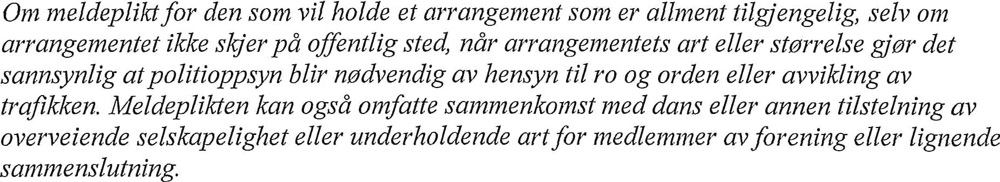 Om meldeplikt for den som vil holde et arrangement som er allment tilgjengelig, selv om
arrangementet ikke skjer på offentlig sted, når arrangementets art eller størrelse gjør det
sannsynlig at politioppsyn blir nødvendig av hensyn til ro og orden eller avvikling av
trafikken. Meldeplikten kan også omfatte sammenkomst med dans eller annen tilstelning av
overveiende selskapelighet eller underholdende art for medlemmer av forening eller lignende
sammenslutning.